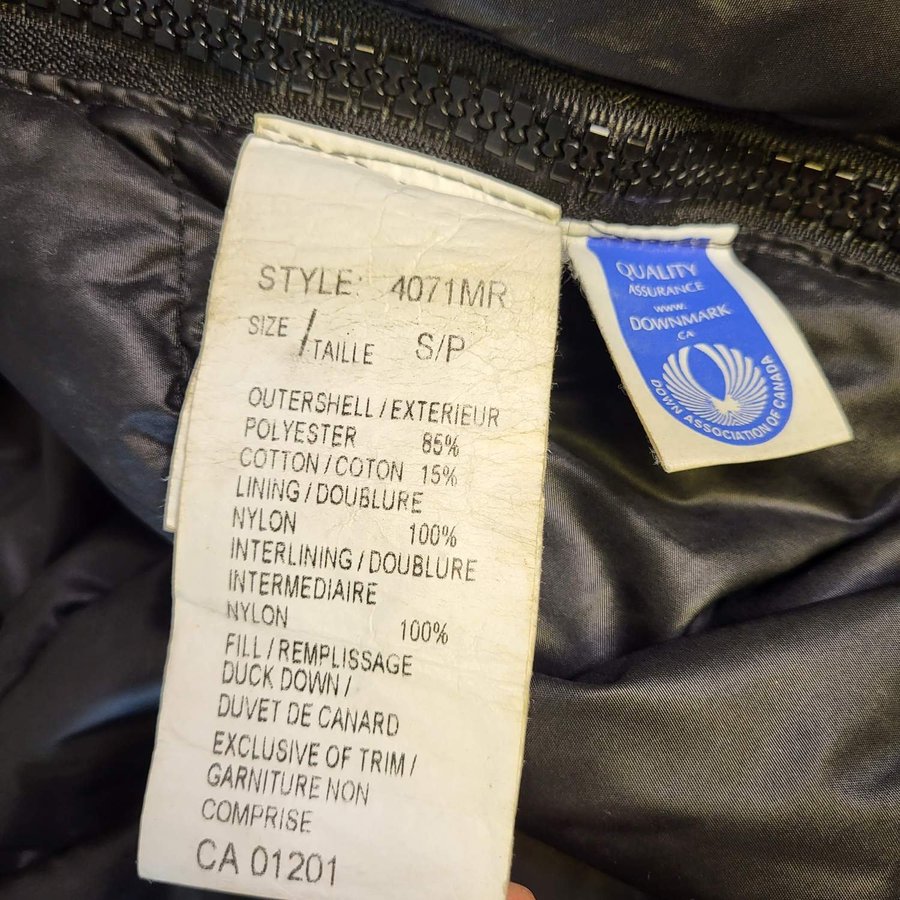 STYLE: 4071MR
SIZE / TAILLE S/P
OUTERSHELL / EXTERIEUR
POLYESTER 85%
COTTON / COTON 15%
LINING / DOUBLURE
NYLON 100%
INTERLINING / DOUBLURE
INTERMEDIAIRE
NYLON 100%
FILL / REMPLISSAGE
DUCK DOWN /
DUVET DE CANARD
EXCLUSIVE OF TRIM /
GARNITURE NON
COMPRISE
CA 01201
QUALITY
ASSURANCE
www.
DOWNMARK
.CA
DOWN ASSOCIATION OF CANADA